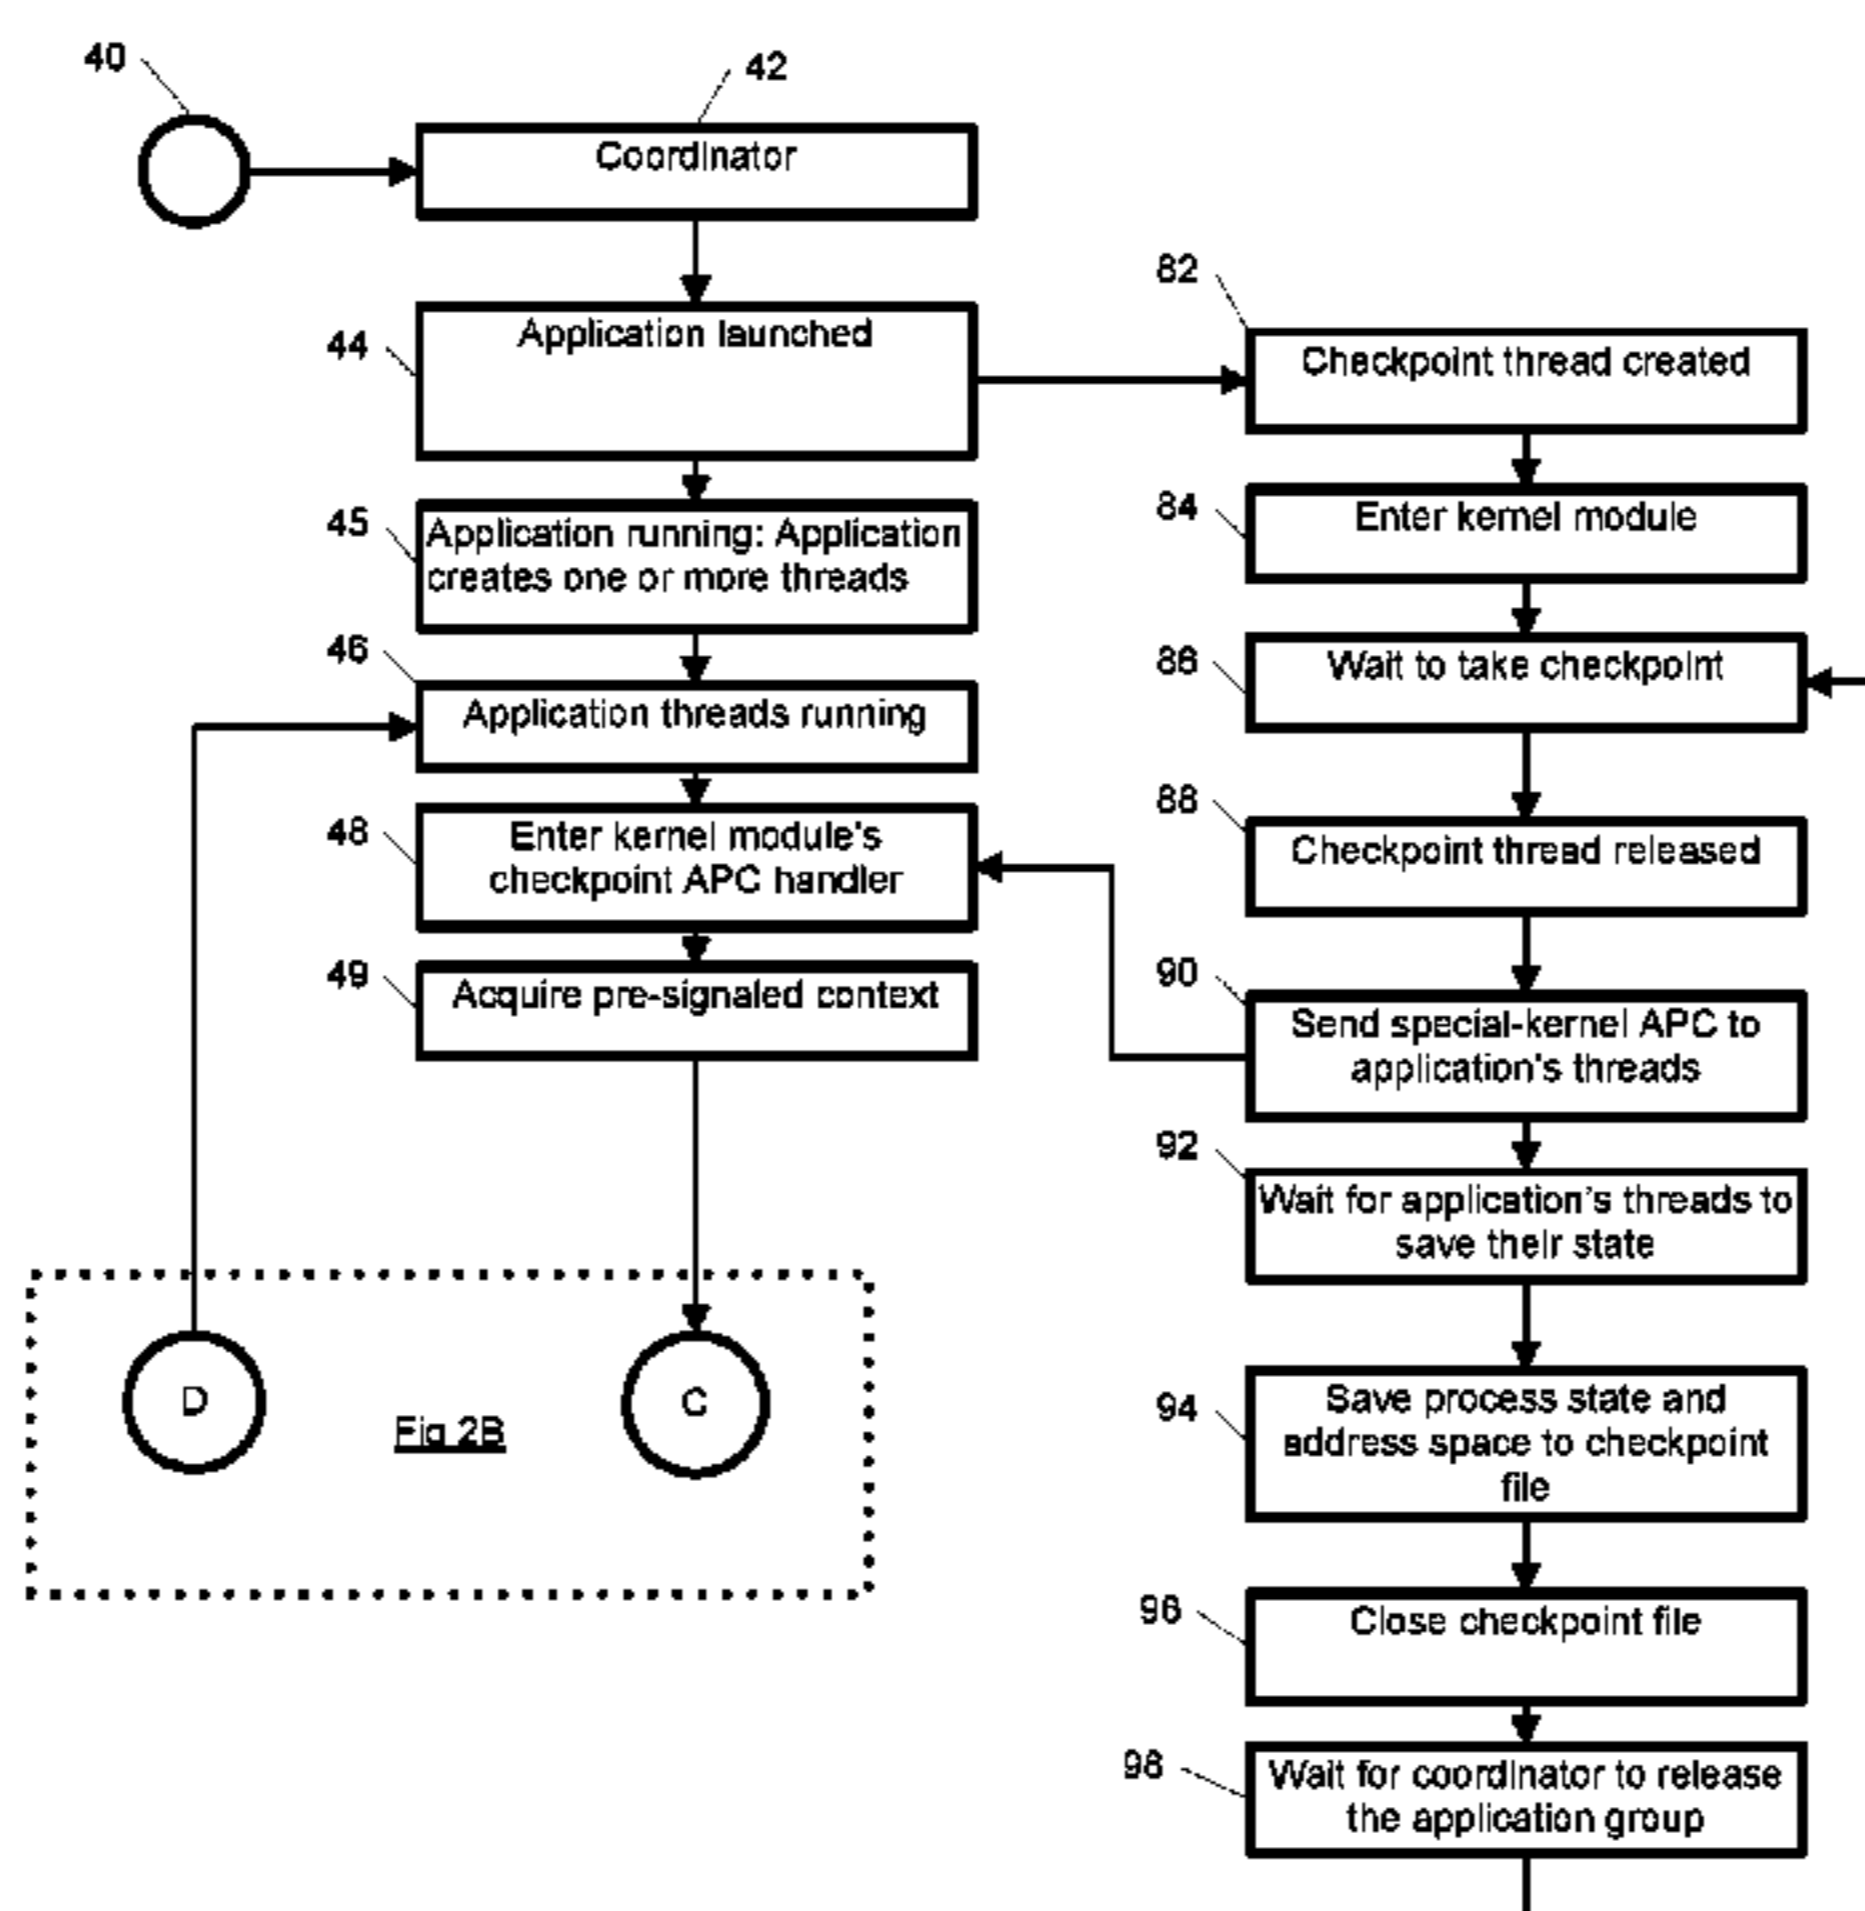 40
42
Coordinator
82
44
Application launched
Checkpoint thread created
45
Application running: Application
creates one or more threads
84
Enter kernel module
46
Application threads running
86
Wait to take checkpoint
48
Enter kernel module's
checkpoint APC handler
88
Checkpoint thread released
49
Acquire pre-signaled context
90
Send special-kernel APC to
application's threads
92
Wait for application's threads to
save their state
D
Fig 2B
C
94
Save process state and
address space to checkpoint
file
96
Close checkpoint file
98
Wait for coordinator to release
the application group